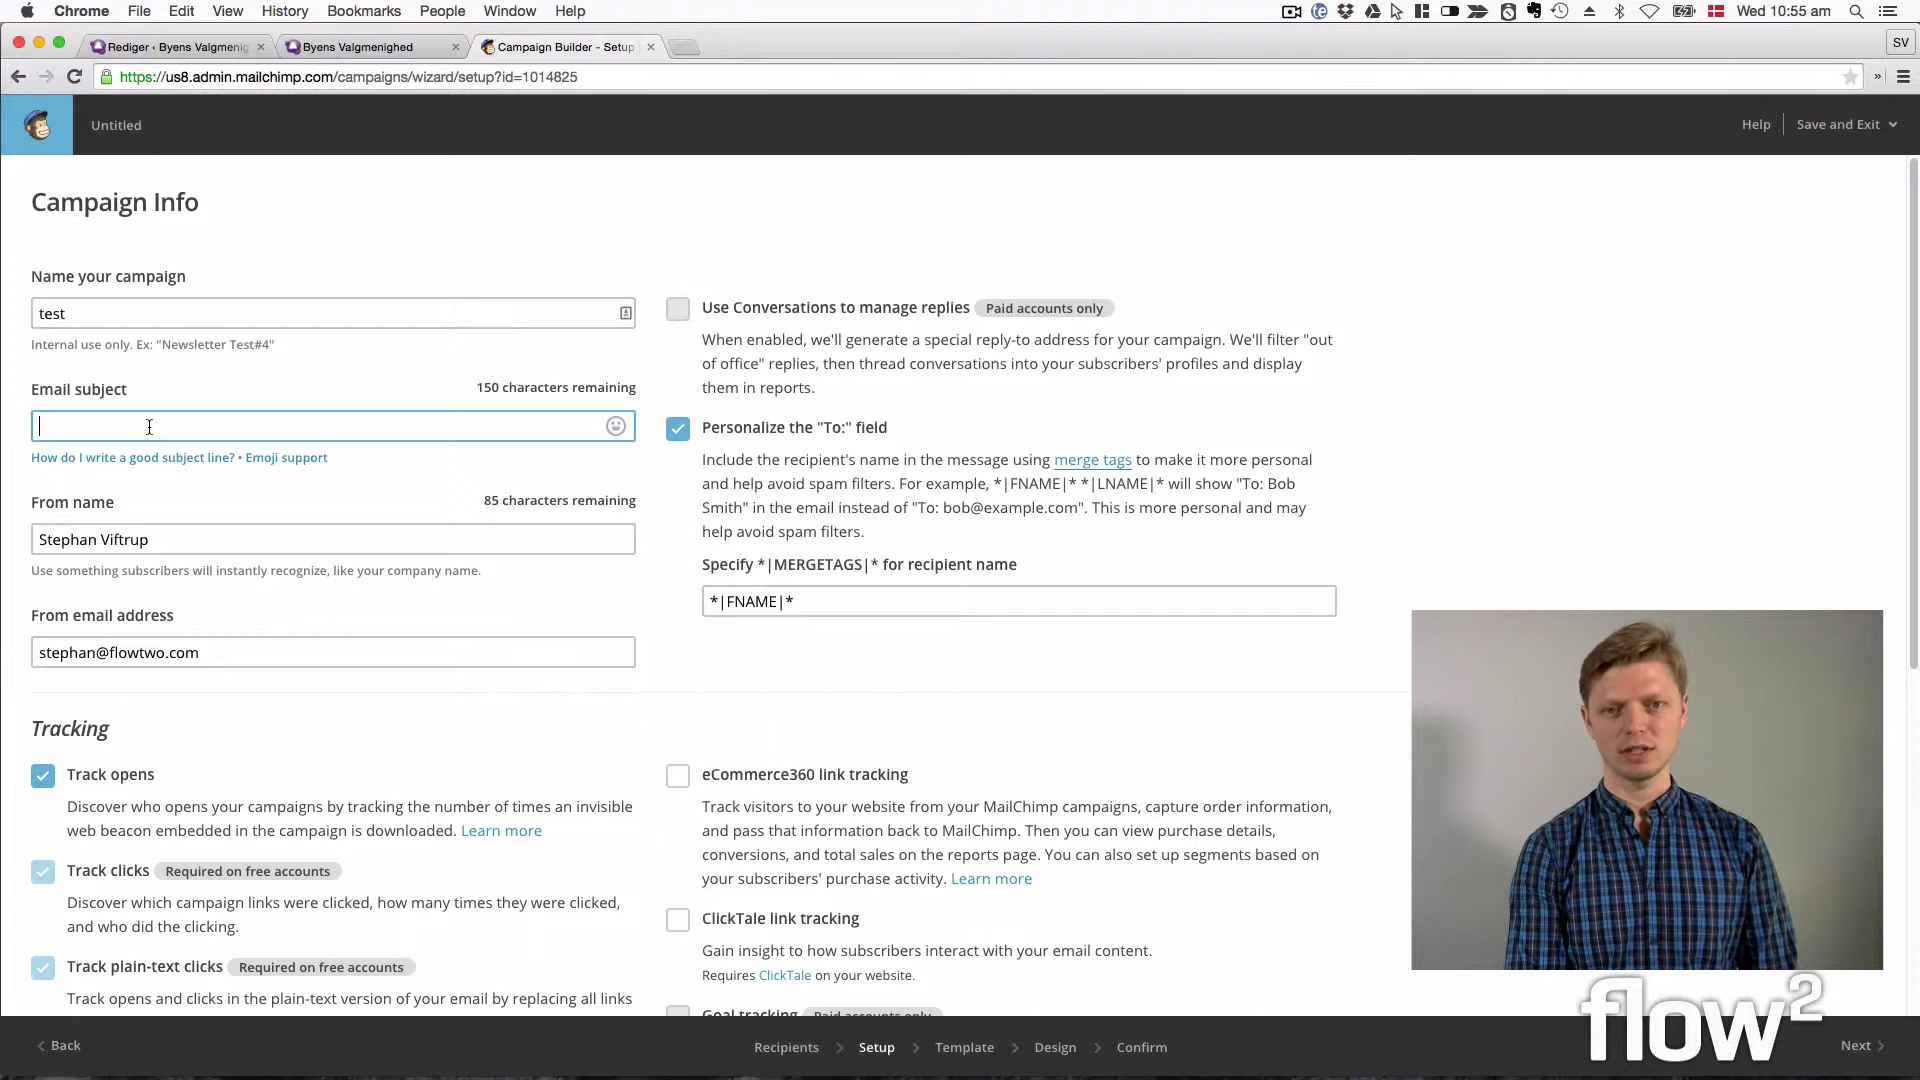 Chrome File Edit View History Bookmarks People Window Help
Wed 10:55 am
Rediger ‹ Byens Valgmenig
Byens Valgmenighed
Campaign Builder - Setup
SV
https://us8.admin.mailchimp.com/campaigns/wizard/setup?id=1014825
Untitled
Help
Save and Exit
Campaign Info
Name your campaign
test
Internal use only. Ex: "Newsletter Test#4"
Email subject
150 characters remaining
How do I write a good subject line? • Emoji support
From name
85 characters remaining
Stephan Viftrup
Use something subscribers will instantly recognize, like your company name.
From email address
stephan@flowtwo.com
Use Conversations to manage replies Paid accounts only
When enabled, we'll generate a special reply-to address for your campaign. We'll filter "out
of office" replies, then thread conversations into your subscribers' profiles and display
them in reports.
Personalize the "To:" field
Include the recipient's name in the message using merge tags to make it more personal
and help avoid spam filters. For example, *|FNAME|* *|LNAME|* will show "To: Bob
Smith" in the email instead of "To: bob@example.com". This is more personal and may
help avoid spam filters.
Specify *|MERGETAGS|* for recipient name
*|FNAME|*
Tracking
Track opens
Discover who opens your campaigns by tracking the number of times an invisible
web beacon embedded in the campaign is downloaded. Learn more
Track clicks Required on free accounts
Discover which campaign links were clicked, how many times they were clicked,
and who did the clicking.
Track plain-text clicks Required on free accounts
Track opens and clicks in the plain-text version of your email by replacing all links
eCommerce360 link tracking
Track visitors to your website from your MailChimp campaigns, capture order information,
and pass that information back to MailChimp. Then you can view purchase details,
conversions, and total sales on the reports page. You can also set up segments based on
your subscribers' purchase activity. Learn more
ClickTale link tracking
Gain insight to how subscribers interact with your email content.
Requires ClickTale on your website.
Goal tracking Paid accounts only
Back
Recipients > Setup > Template > Design > Confirm
Next
flow2